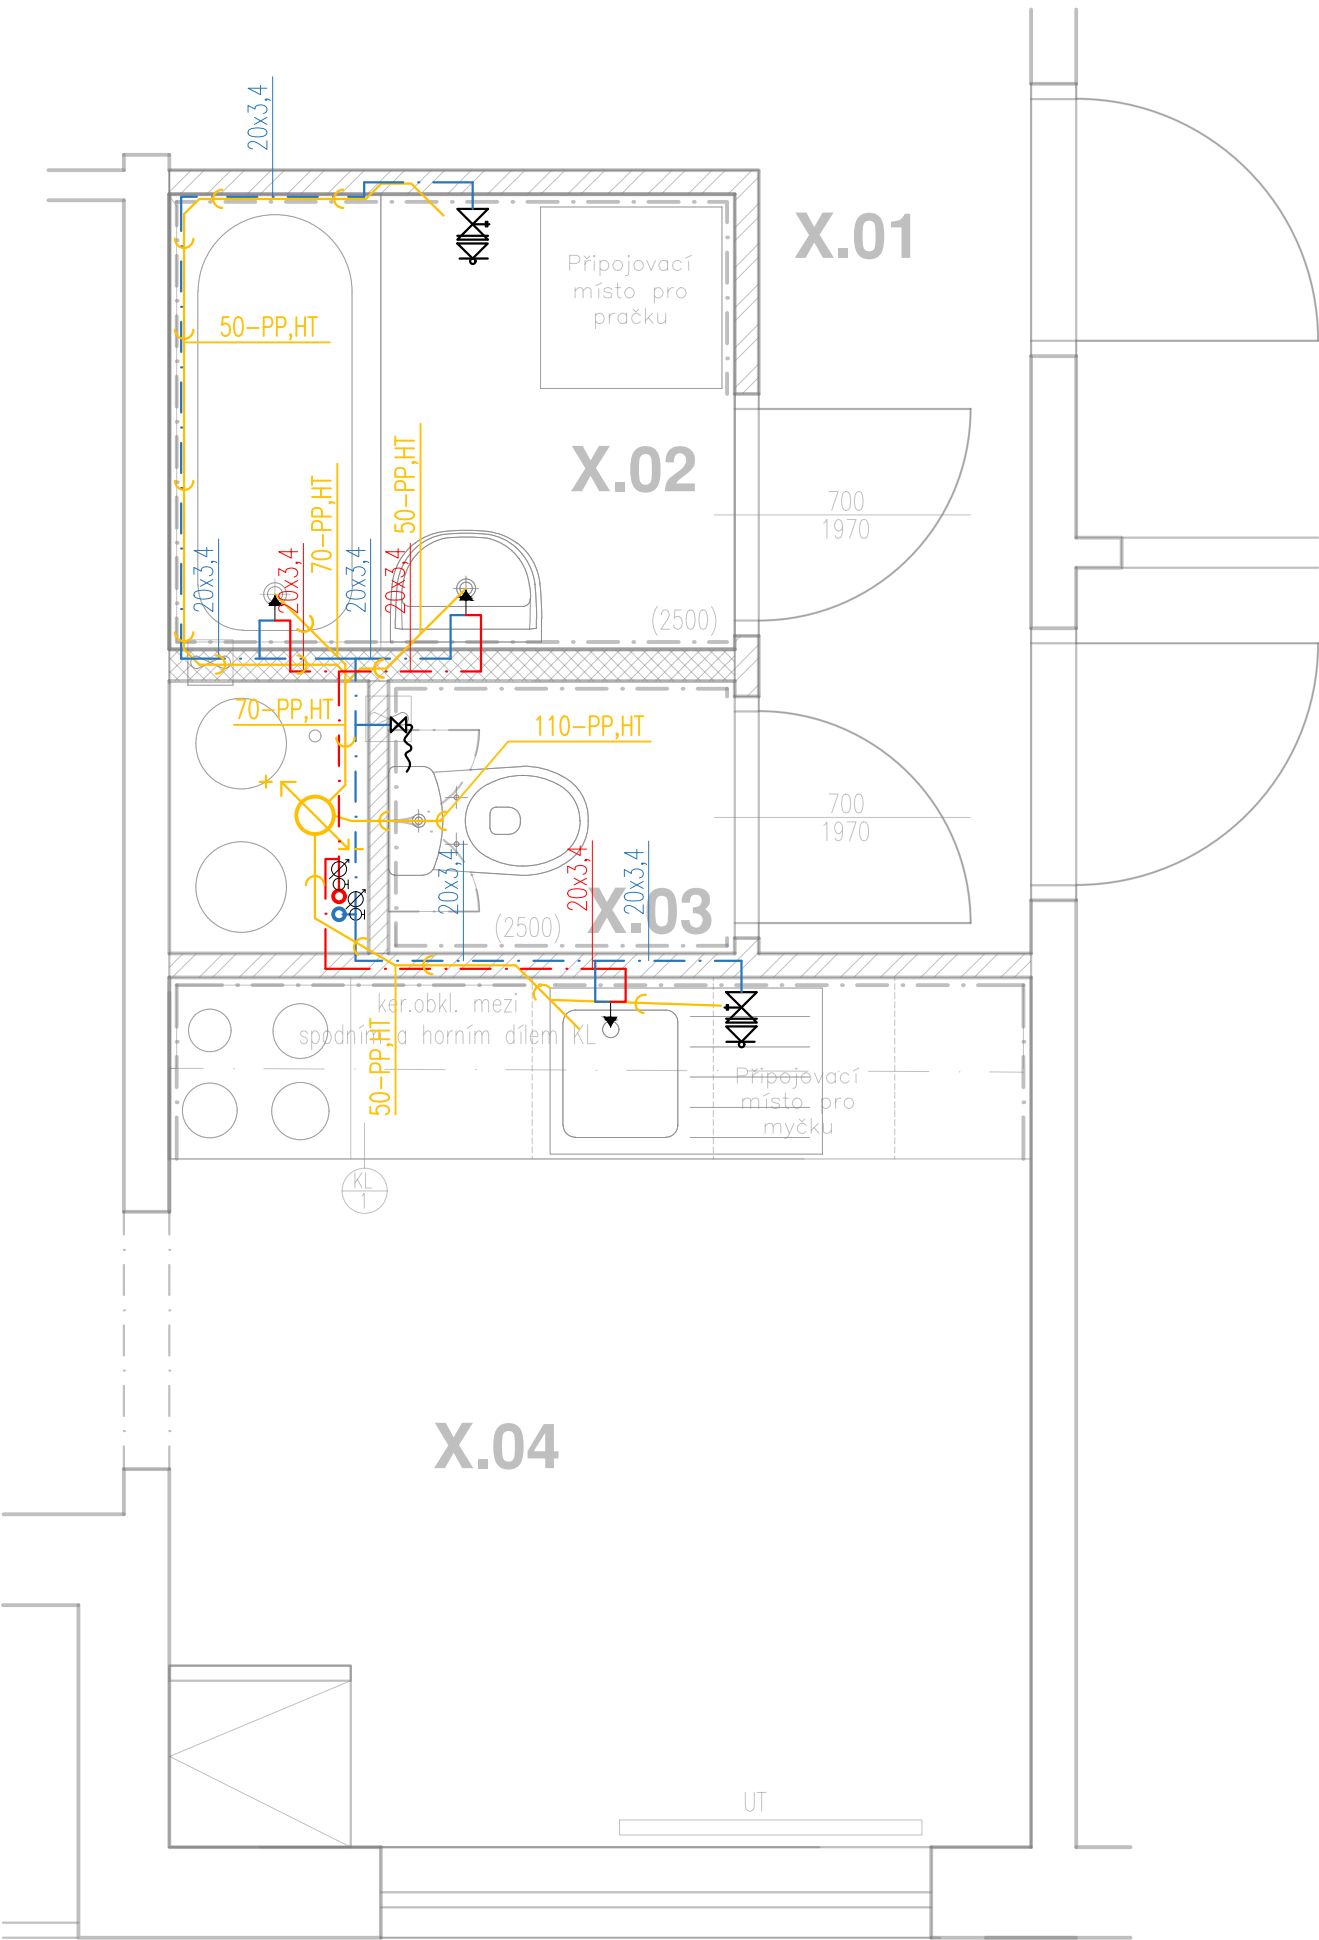 20x3,4
X.01
Připojovací
místo pro
pračku
50-PP,HT
X.02
70-PP,HT
50-PP,HT
700
1970
20x3,4
20x3,4
20x3,4
20x3,4
(2500)
70-PP,HT
110-PP,HT
700
1970
20x3,4
20x3,4
20x3,4
X.03
(2500)
ker.obkl. mezi
spodním a horním dílem KL
50-PP,HT
Připojovací
místo pro
myčku
KL
1
X.04
UT